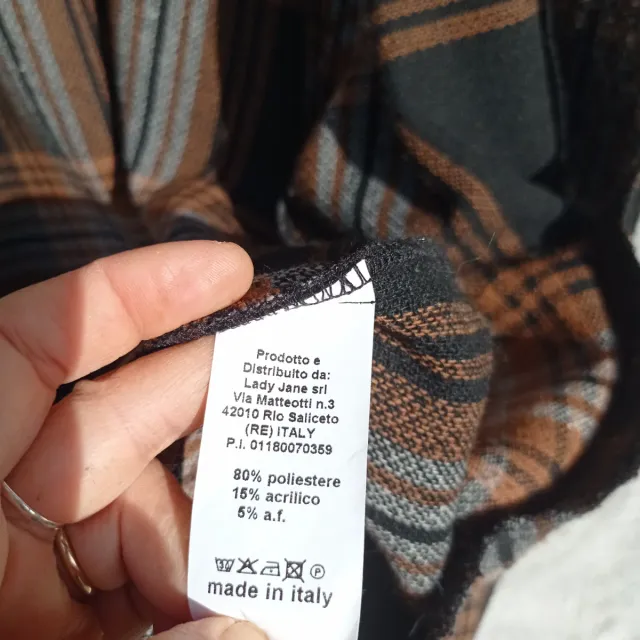 Prodotto e
Distribuito da:
Lady Jane srl
Via Matteotti n.3
42010 Rio Saliceto
(RE) ITALY
P.i. 01180070359
80% poliestere
15% acrilico
5% a.f.
P
made in italy